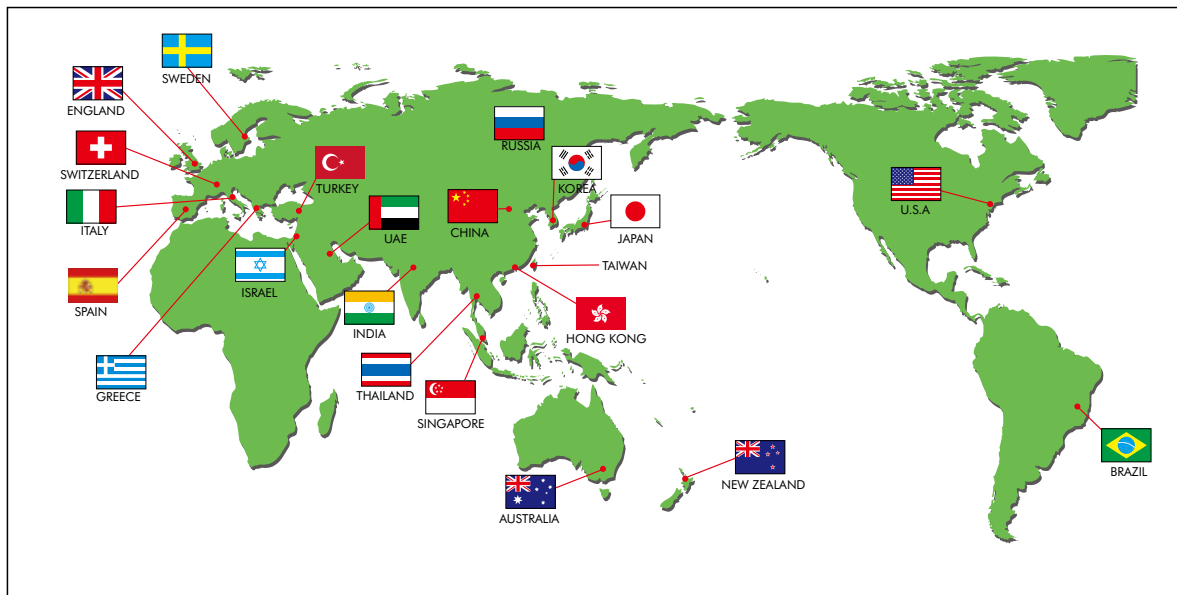 SWEDEN
ENGLAND
SWITZERLAND
RUSSIA
TURKEY
KOREA
U.S.A
ITALY
UAE
CHINA
JAPAN
TAIWAN
ISRAEL
SPAIN
INDIA
HONG KONG
GREECE
THAILAND
SINGAPORE
BRAZIL
NEW ZEALAND
AUSTRALIA